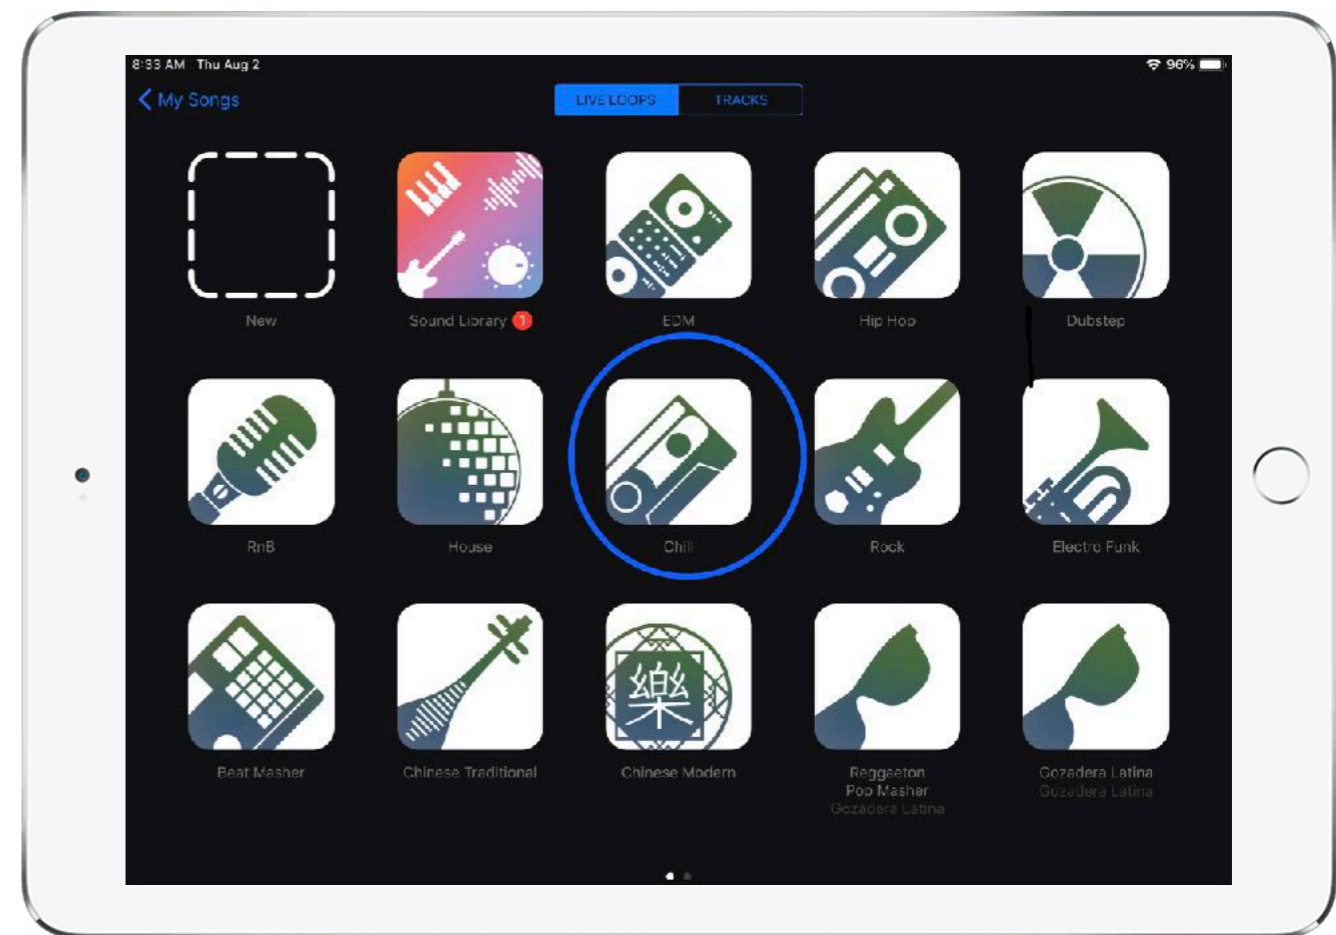 8:33 AM Thu Aug 2
96%
My Songs
LIVE LOOPS
TRACKS
New
Sound Library 1
EDM
Hip Hop
Dubstep
RnB
House
Chill
Rock
Electro Funk
樂
Beat Masher
Chinese Traditional
Chinese Modern
Reggaeton
Pop Masher
Gozadera Latina
Gozadera Latina
Gozadera Latina